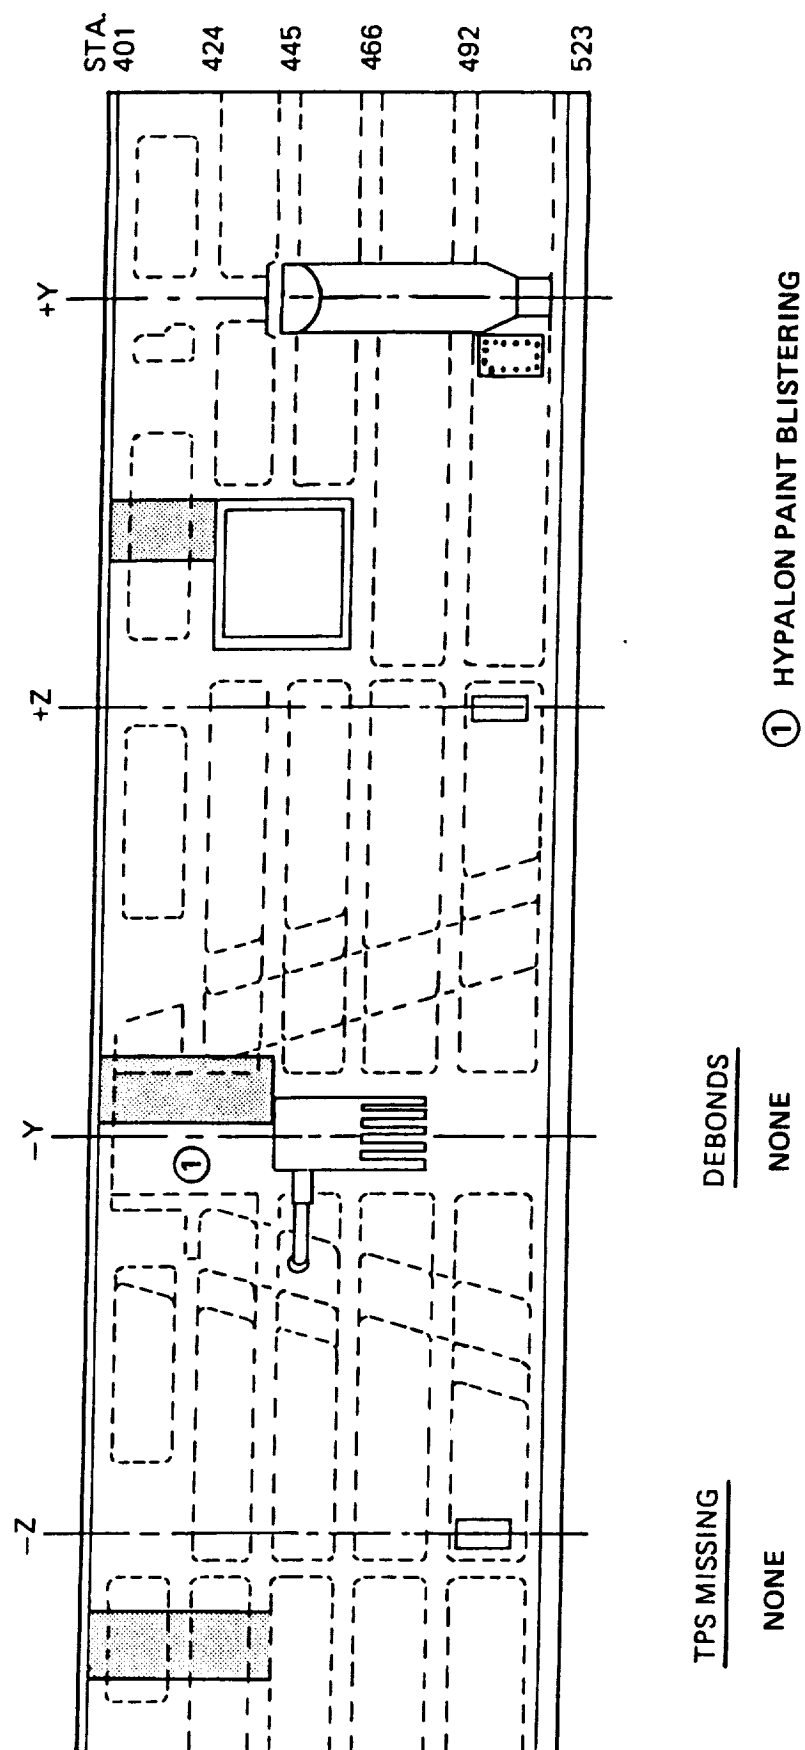 STA.
401
424
445
466
492
523
−Z
−Y
+Z
+Y
1
TPS MISSING
NONE
DEBONDS
NONE
1 HYPALON PAINT BLISTERING